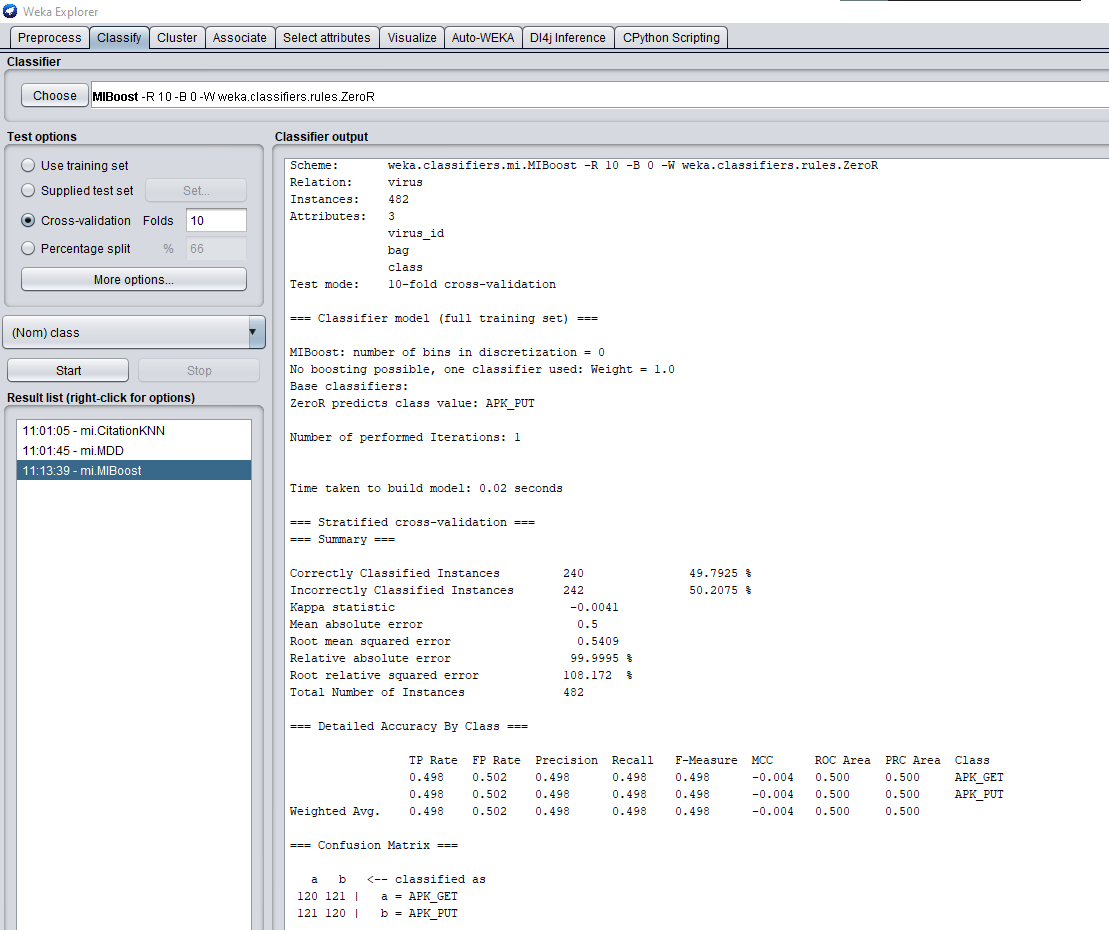 Weka Explorer
Preprocess Classify Cluster Associate Select attributes Visualize Auto-WEKA Dl4j Inference CPython Scripting
Classifier
Choose MIBoost -R 10 -B 0 -W weka.classifiers.rules.ZeroR
Test options
Use training set
Supplied test set Set...
Cross-validation Folds 10
Percentage split % 66
More options...
(Nom) class
Start Stop
Result list (right-click for options)
11:01:05 - mi.CitationKNN
11:01:45 - mi.MDD
11:13:39 - mi.MIBoost
Classifier output
Scheme: weka.classifiers.mi.MIBoost -R 10 -B 0 -W weka.classifiers.rules.ZeroR
Relation: virus
Instances: 482
Attributes: 3
virus_id
bag
class
Test mode: 10-fold cross-validation
=== Classifier model (full training set) ===
MIBoost: number of bins in discretization = 0
No boosting possible, one classifier used: Weight = 1.0
Base classifiers:
ZeroR predicts class value: APK_PUT
Number of performed Iterations: 1
Time taken to build model: 0.02 seconds
=== Stratified cross-validation ===
=== Summary ===
Correctly Classified Instances 240 49.7925 %
Incorrectly Classified Instances 242 50.2075 %
Kappa statistic -0.0041
Mean absolute error 0.5
Root mean squared error 0.5409
Relative absolute error 99.9995 %
Root relative squared error 108.172 %
Total Number of Instances 482
=== Detailed Accuracy By Class ===
TP Rate FP Rate Precision Recall F-Measure MCC ROC Area PRC Area Class
0.498 0.502 0.498 0.498 0.498 -0.004 0.500 0.500 APK_GET
0.498 0.502 0.498 0.498 0.498 -0.004 0.500 0.500 APK_PUT
Weighted Avg. 0.498 0.502 0.498 0.498 0.498 -0.004 0.500 0.500
=== Confusion Matrix ===
a b <-- classified as
120 121 | a = APK_GET
121 120 | b = APK_PUT